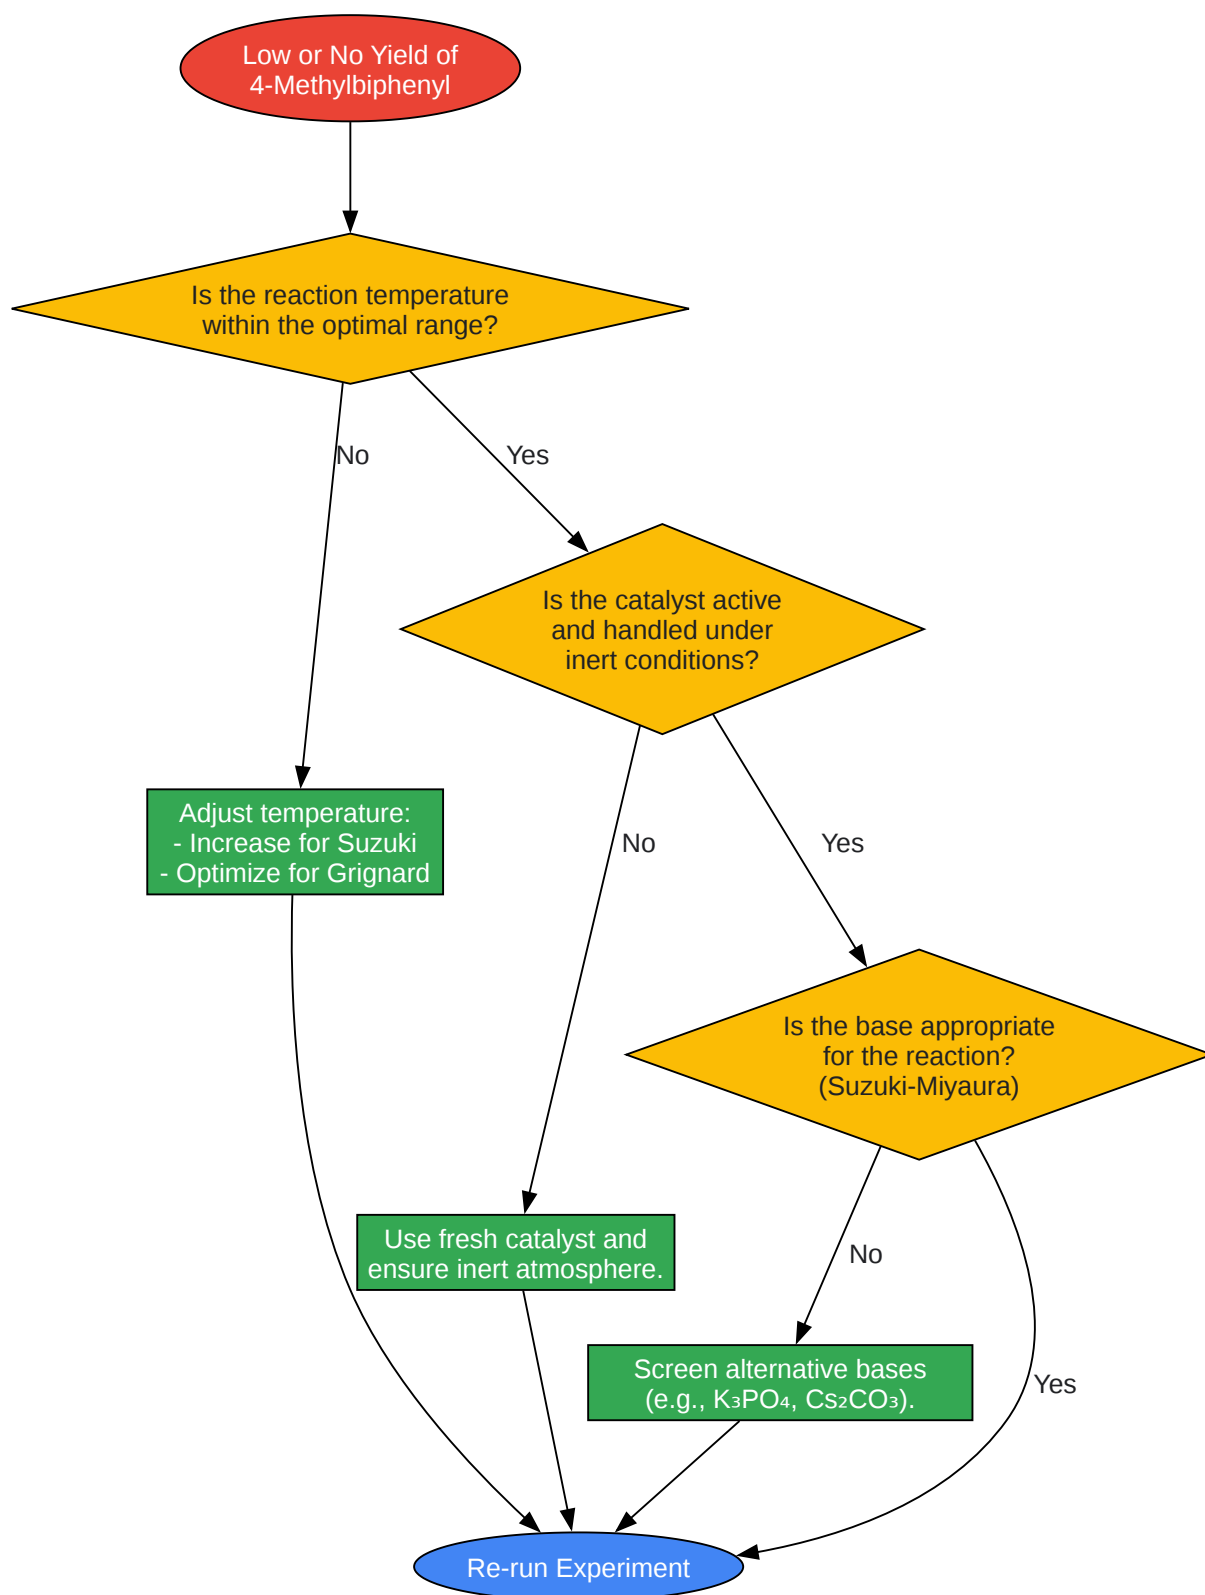 Low or No Yield of
4-Methylbiphenyl
Is the reaction temperature
within the optimal range?
No
Yes
Is the catalyst active
and handled under
inert conditions?
Adjust temperature:
- Increase for Suzuki
- Optimize for Grignard
No
Yes
Is the base appropriate
for the reaction?
(Suzuki-Miyaura)
Use fresh catalyst and
ensure inert atmosphere.
No
Screen alternative bases
(e.g., K₃PO₄, Cs₂CO₃).
Yes
Re-run Experiment